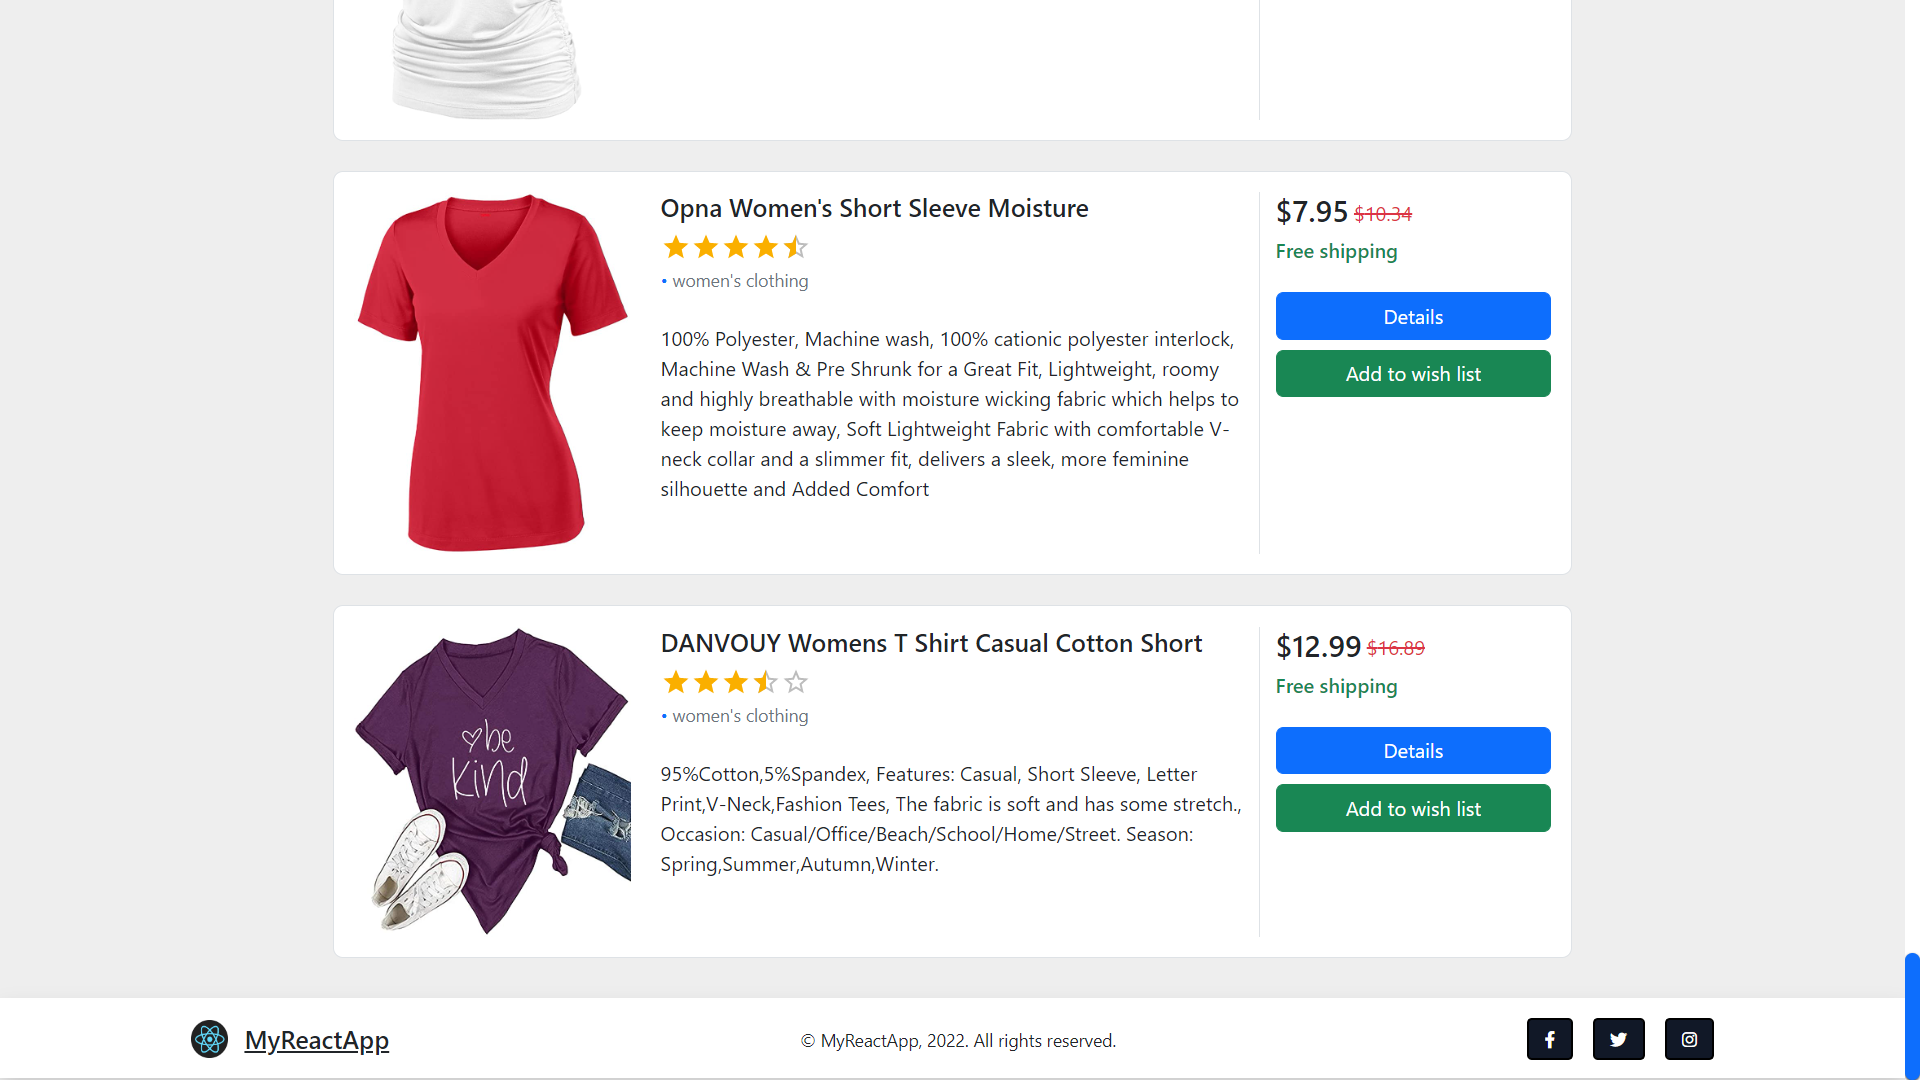 Opna Women's Short Sleeve Moisture
• women's clothing
100% Polyester, Machine wash, 100% cationic polyester interlock,
Machine Wash & Pre Shrunk for a Great Fit, Lightweight, roomy
and highly breathable with moisture wicking fabric which helps to
keep moisture away, Soft Lightweight Fabric with comfortable V-
neck collar and a slimmer fit, delivers a sleek, more feminine
silhouette and Added Comfort
$7.95 $10.34
Free shipping
Details
Add to wish list
be
kind
DANVOUY Womens T Shirt Casual Cotton Short
• women's clothing
95%Cotton,5%Spandex, Features: Casual, Short Sleeve, Letter
Print,V-Neck,Fashion Tees, The fabric is soft and has some stretch.,
Occasion: Casual/Office/Beach/School/Home/Street. Season:
Spring,Summer,Autumn,Winter.
$12.99 $16.89
Free shipping
Details
Add to wish list
MyReactApp
© MyReactApp, 2022. All rights reserved.